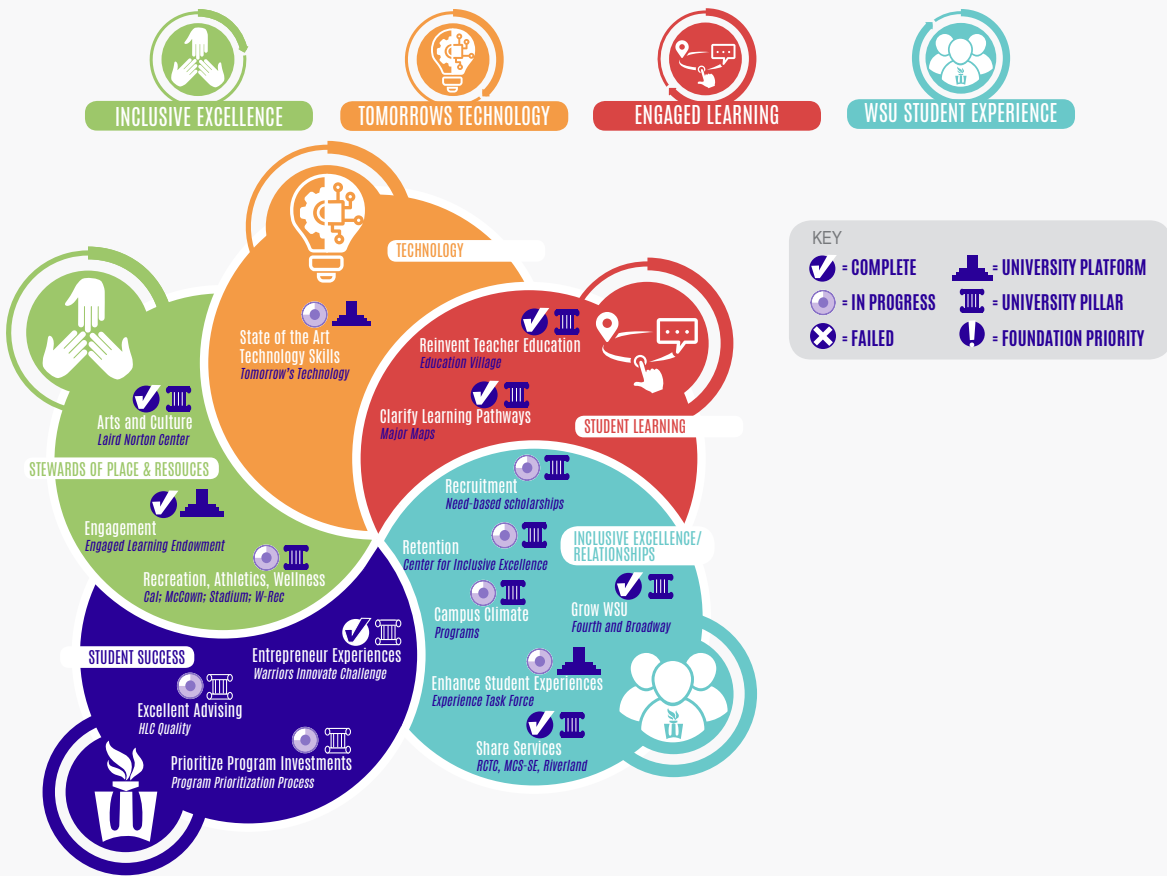 INCLUSIVE EXCELLENCE
TOMORROWS TECHNOLOGY
ENGAGED LEARNING
WSU STUDENT EXPERIENCE
KEY
= COMPLETE
= UNIVERSITY PLATFORM
= IN PROGRESS
= UNIVERSITY PILLAR
= FAILED
= FOUNDATION PRIORITY
TECHNOLOGY
State of the Art
Technology Skills
Tomorrow's Technology
Reinvent Teacher Education
Education Village
Clarify Learning Pathways
Major Maps
STUDENT LEARNING
Arts and Culture
Laird Norton Center
STEWARDS OF PLACE & RESOUCES
Engagement
Engaged Learning Endowment
Recreation, Athletics, Wellness
Cal; McCown; Stadium; W-Rec
Recruitment
Need-based scholarships
INCLUSIVE EXCELLENCE/
RELATIONSHIPS
Retention
Center for Inclusive Excellence
Campus Climate
Programs
Grow WSU
Fourth and Broadway
Enhance Student Experiences
Experience Task Force
Share Services
RCTC, MCS-SE, Riverland
STUDENT SUCCESS
Entrepreneur Experiences
Warriors Innovate Challenge
Excellent Advising
HLC Quality
Prioritize Program Investments
Program Prioritization Process